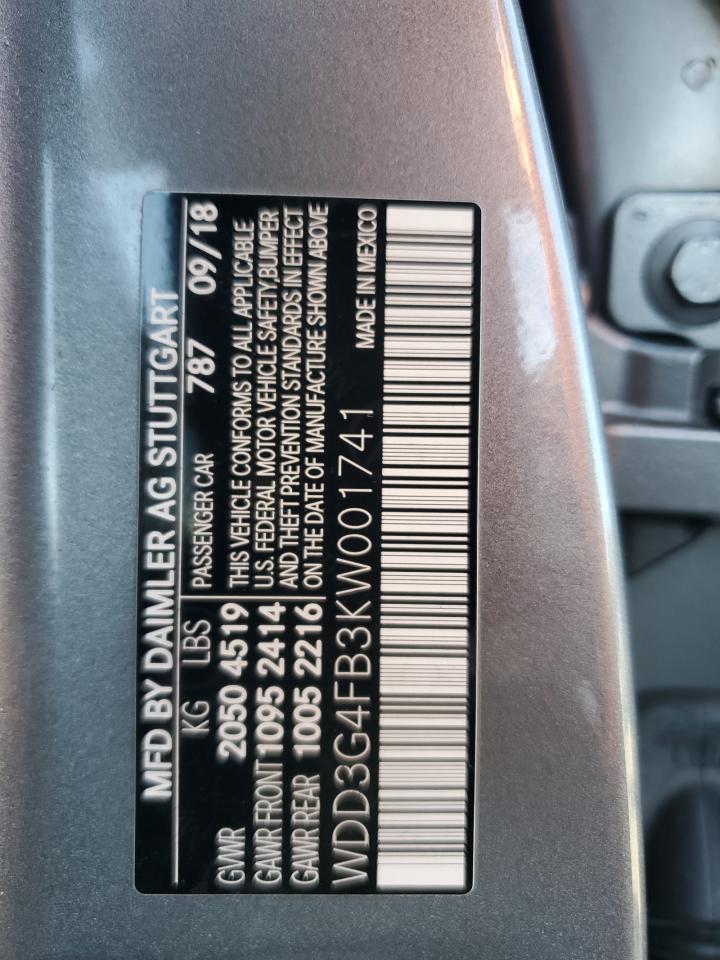 MFD BY DAIMLER AG STUTTGART
KG LBS PASSENGER CAR 787 09/18
GVWR 2050 4519 THIS VEHICLE CONFORMS TO ALL APPLICABLE
GAWR FRONT 1095 2414 U.S. FEDERAL MOTOR VEHICLE SAFETY BUMPER
GAWR REAR 1005 2216 AND THEFT PREVENTION STANDARDS IN EFFECT
ON THE DATE OF MANUFACTURE SHOWN ABOVE
WDD3G4FB3KW001741 MADE IN MEXICO